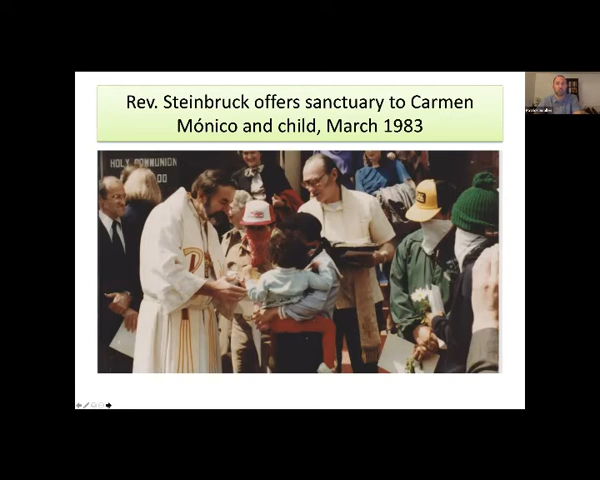 Rev. Steinbruck offers sanctuary to Carmen
Mónico and child, March 1983
HOLY COMMUNION